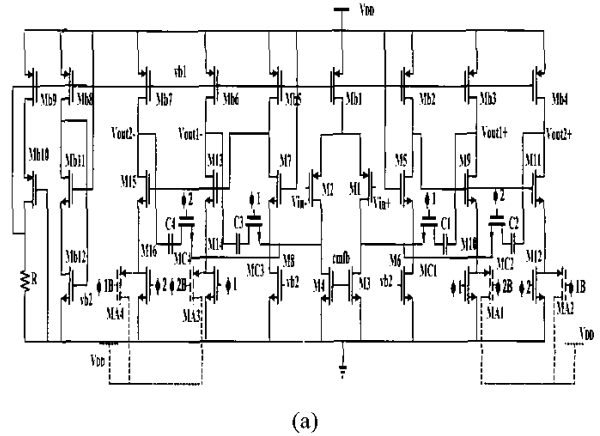 VDD
vb1
Mb9 Mb8 Mb7 Mb6 Mb5 Mb1 Mb2 Mb3 Mb4
Vout2- Vout1- Vout1+ Vout2+
Mb10 Mb11 M15 M13 M7 M2 M1 M5 M9 M11
ϕ2 ϕ1 Vin- Vin+ ϕ1 ϕ2
C4 C3 C1 C2
Mb12 M16 MC4 M14 MC3 M8 cmfb M6 MC1 M10 MC2 M12
R vb2 ϕ1B ϕ2 ϕ2B ϕ1 vb2 M4 M3 vb2 ϕ1 ϕ2B ϕ2 ϕ1B
MA4 MA3 MA1 MA2
VDD VDD
(a)